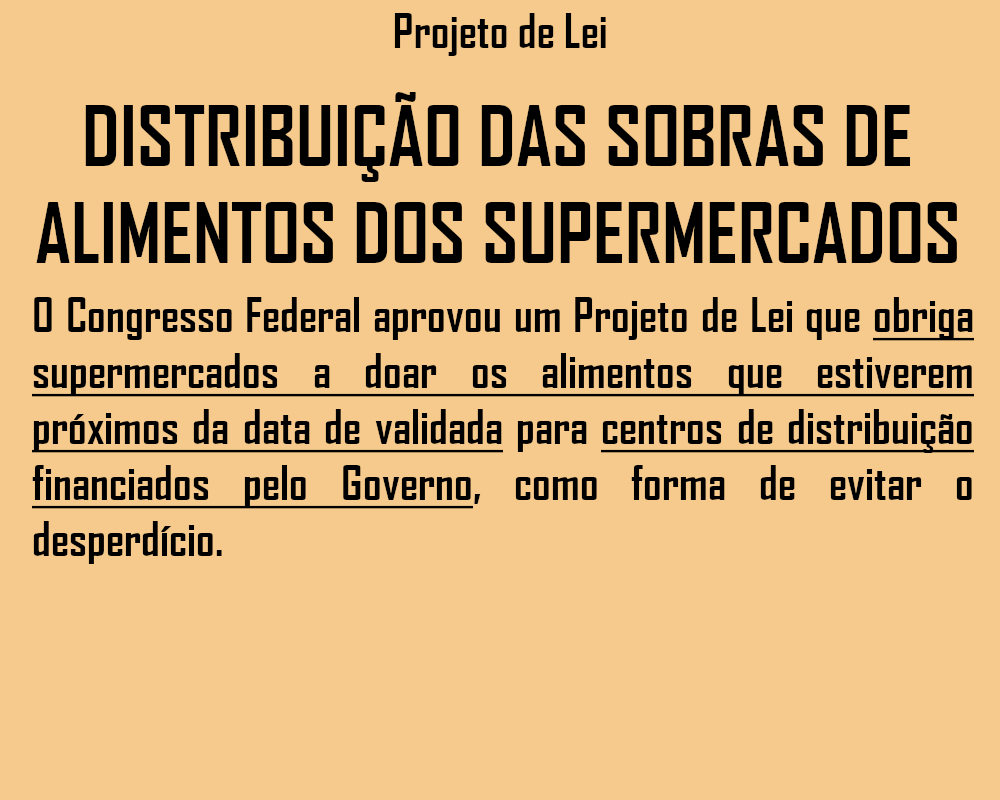 Projeto de Lei
DISTRIBUIÇÃO DAS SOBRAS DE
ALIMENTOS DOS SUPERMERCADOS
O Congresso Federal aprovou um Projeto de Lei que obriga
supermercados a doar os alimentos que estiverem
próximos da data de validada para centros de distribuição
financiados pelo Governo, como forma de evitar o
desperdício.